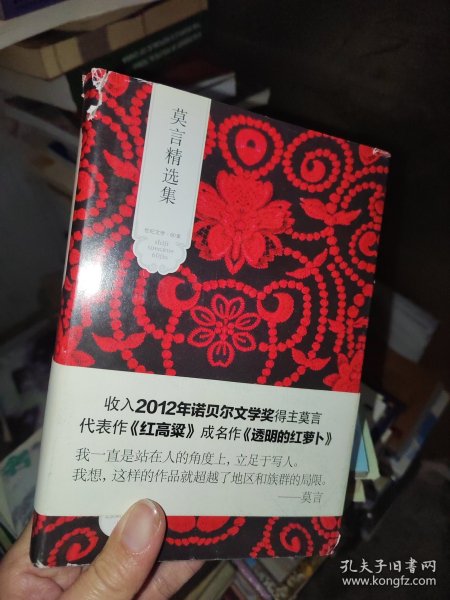 莫言精选集
世纪文学·60家
收入2012年诺贝尔文学奖得主莫言
代表作《红高粱》成名作《透明的红萝卜》
我一直是站在人的角度上，立足于写人。
我想，这样的作品就超越了地区和族群的局限。
——莫言
孔夫子旧书网
www.kongfz.com